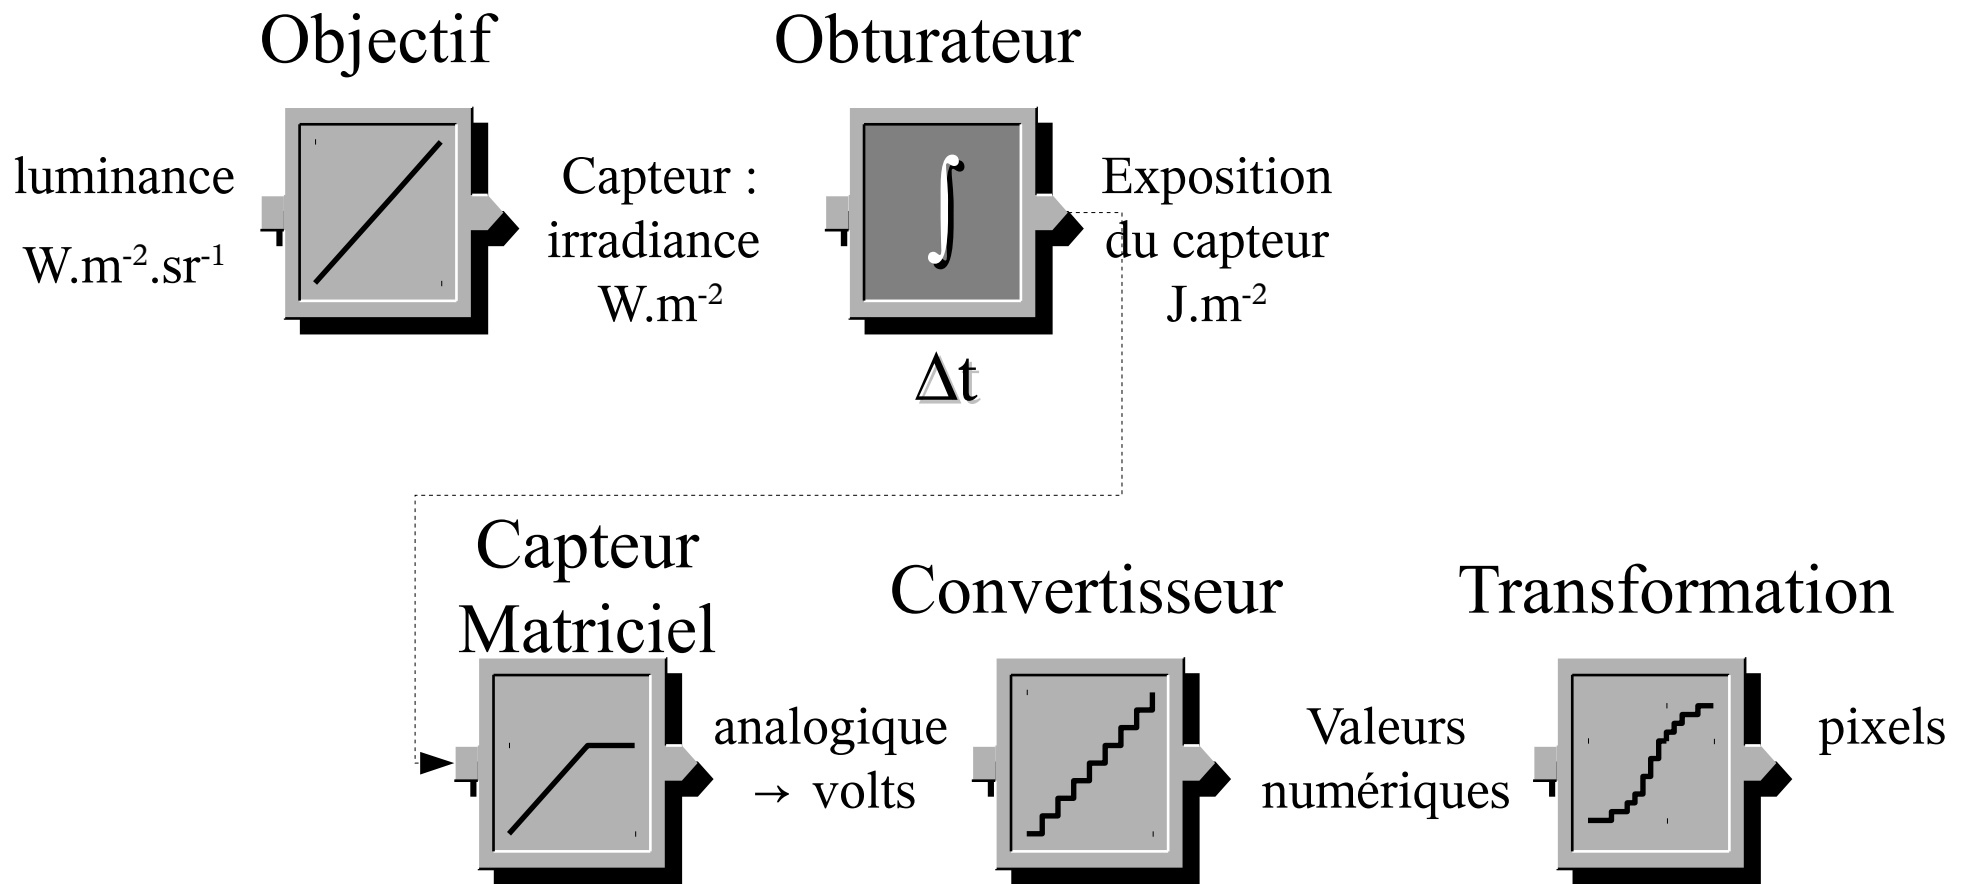 Objectif
Obturateur
luminance
W.m-2.sr-1
Capteur :
irradiance
W.m-2
∫
Exposition
du capteur
J.m-2
Δt
Capteur
Matriciel
Convertisseur
Transformation
analogique
→ volts
Valeurs
numériques
pixels